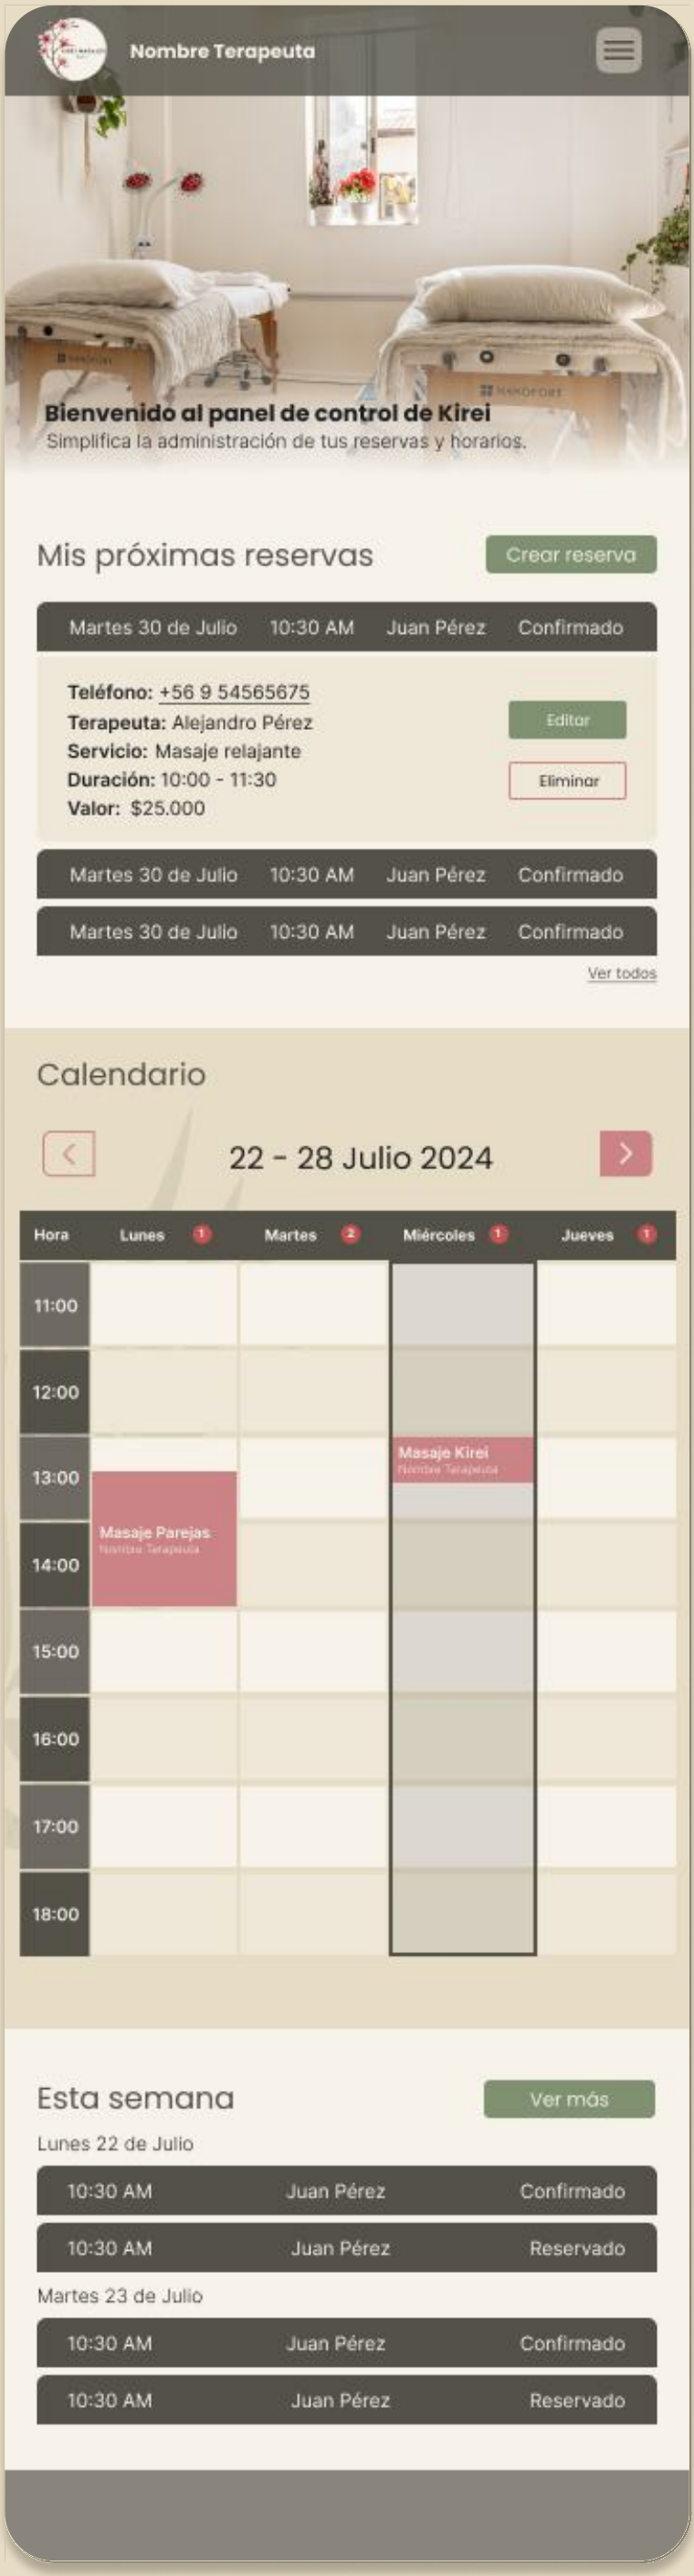 Nombre Terapeuta
NANOFORT
Bienvenido al panel de control de Kirei
Simplifica la administración de tus reservas y horarios.
Mis próximas reservas
Crear reserva
Martes 30 de Julio 10:30 AM Juan Pérez Confirmado
Teléfono: +56 9 54565675
Terapeuta: Alejandro Pérez
Editar
Servicio: Masaje relajante
Duración: 10:00 - 11:30
Eliminar
Valor: $25.000
Martes 30 de Julio 10:30 AM Juan Pérez Confirmado
Martes 30 de Julio 10:30 AM Juan Pérez Confirmado
Ver todos
Calendario
22 - 28 Julio 2024
Hora Lunes 1 Martes 2 Miércoles 1 Jueves 1
11:00
12:00
Masaje Kirei
Nombre Terapeuta
13:00
Masaje Parejas
Nombre Terapeuta
14:00
15:00
16:00
17:00
18:00
Esta semana
Ver más
Lunes 22 de Julio
10:30 AM Juan Pérez Confirmado
10:30 AM Juan Pérez Reservado
Martes 23 de Julio
10:30 AM Juan Pérez Confirmado
10:30 AM Juan Pérez Reservado